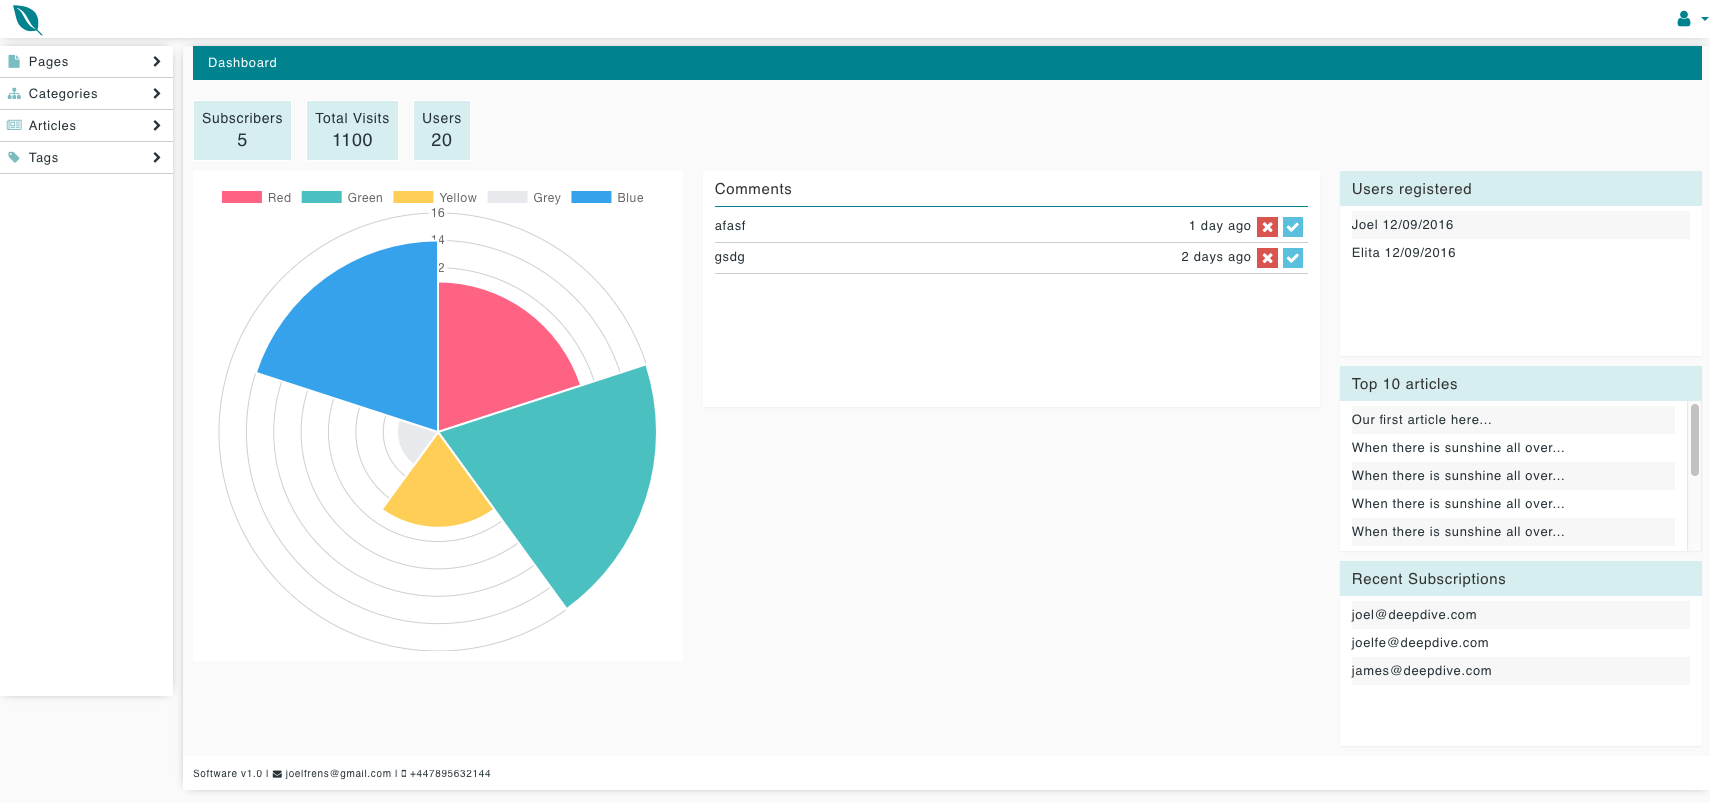 Dashboard
Pages
Categories
Articles
Tags
Subscribers
5
Total Visits
1100
Users
20
Red Green Yellow Grey Blue
16
14
2
Comments
afasf 1 day ago
gsdg 2 days ago
Users registered
Joel 12/09/2016
Elita 12/09/2016
Top 10 articles
Our first article here...
When there is sunshine all over...
When there is sunshine all over...
When there is sunshine all over...
When there is sunshine all over...
Recent Subscriptions
joel@deepdive.com
joelfe@deepdive.com
james@deepdive.com
Software v1.0 | joelfrens@gmail.com | +447895632144